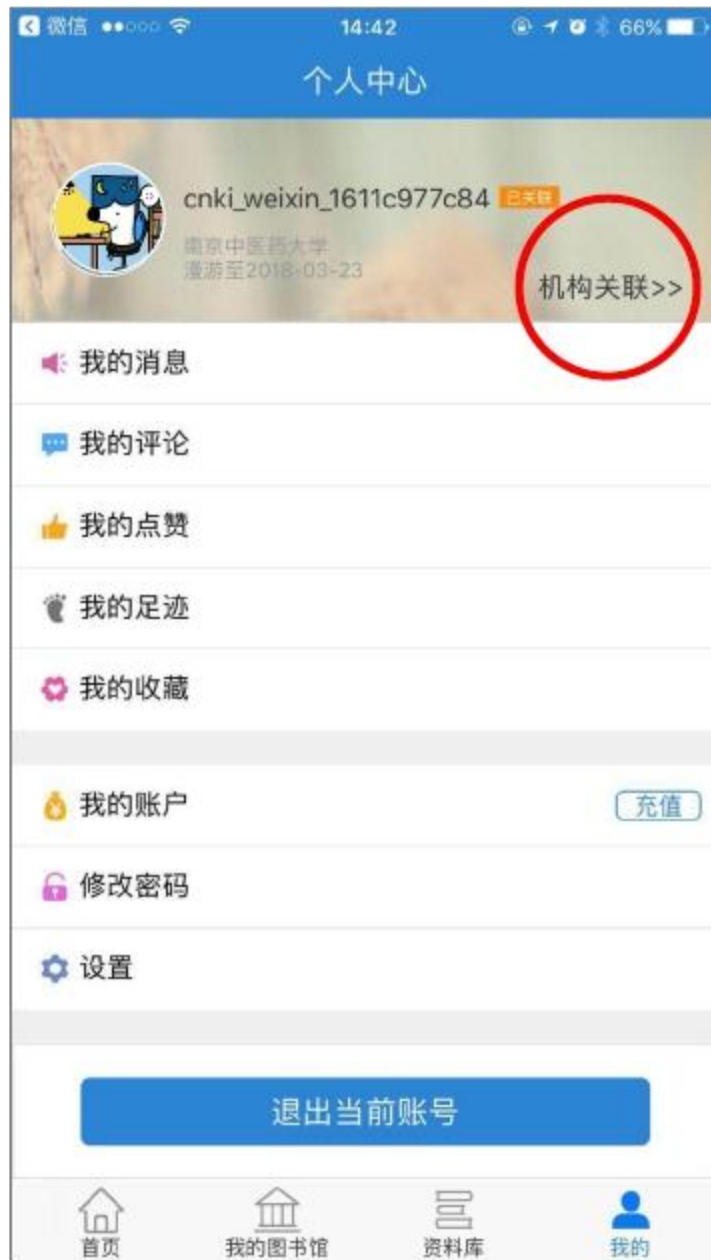 微信 14:42 66%
个人中心
cnki_weixin_1611c977c84 已关联
南京中医药大学
漫游至2018-03-23
机构关联>>
我的消息
我的评论
我的点赞
我的足迹
我的收藏
我的账户 充值
修改密码
设置
退出当前账号
首页 我的图书馆 资料库 我的